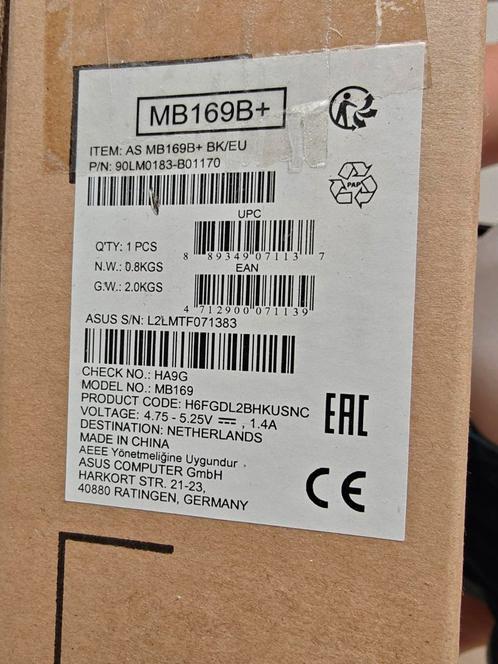 MB169B+
ITEM: AS MB169B+ BK/EU
P/N: 90LM0183-B01170
PAP
UPC
Q'TY: 1 PCS
8 89349 07113 7
N.W.: 0.8KGS
EAN
G.W.: 2.0KGS
4 712900 071139
ASUS S/N: L2LMTF071383
CHECK NO.: HA9G
MODEL NO.: MB169
PRODUCT CODE: H6FGDL2BHKUSNC
VOLTAGE: 4.75 - 5.25V ⎓, 1.4A
DESTINATION: NETHERLANDS
MADE IN CHINA
AEEE Yönetmeliğine Uygundur
ASUS COMPUTER GmbH
HARKORT STR. 21-23,
40880 RATINGEN, GERMANY
EAC
CE